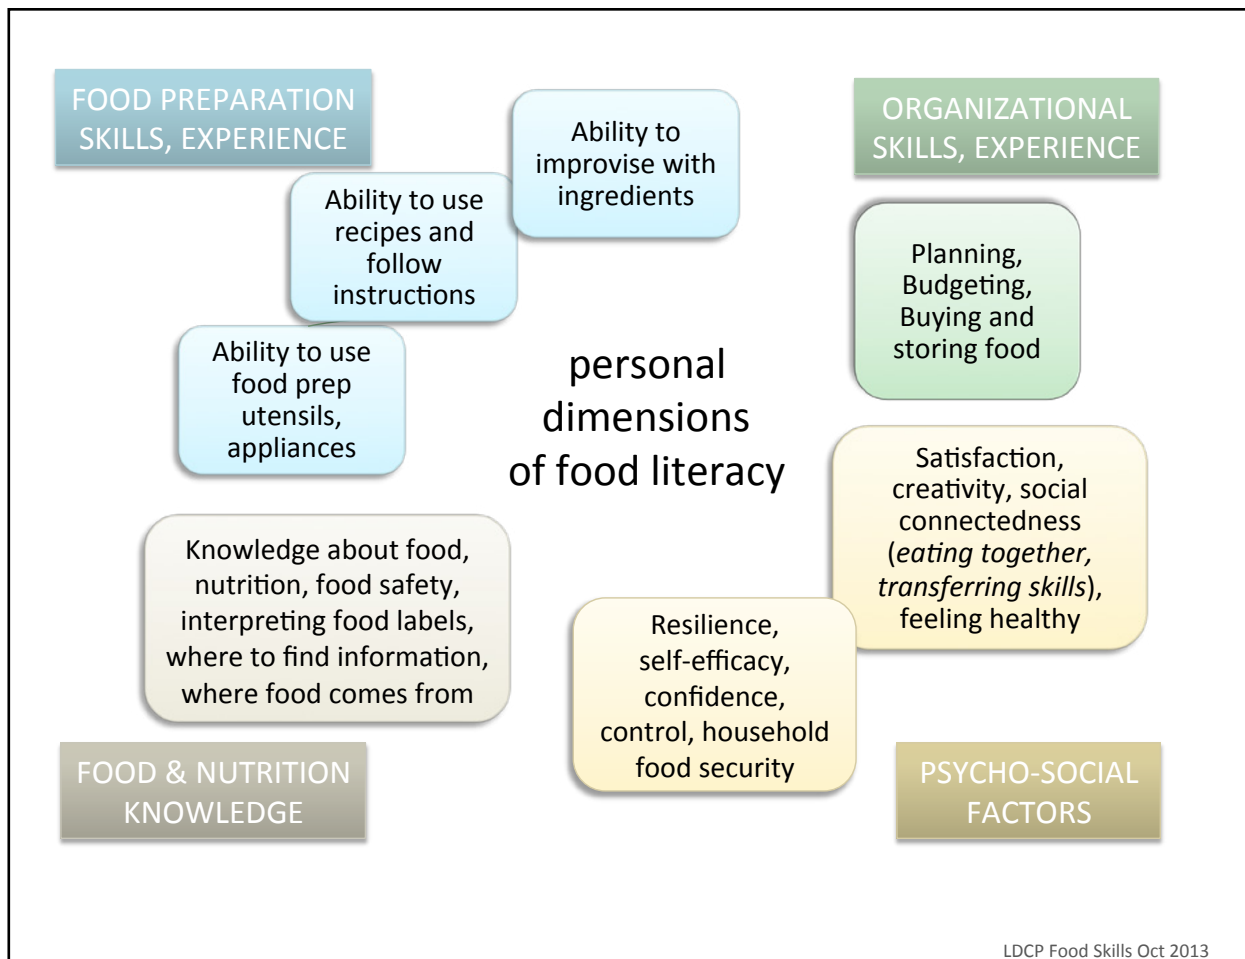 FOOD PREPARATION
SKILLS, EXPERIENCE
Ability to
improvise with
ingredients
ORGANIZATIONAL
SKILLS, EXPERIENCE
Ability to use
recipes and
follow
instructions
Planning,
Budgeting,
Buying and
storing food
Ability to use
food prep
utensils,
appliances
personal
dimensions
of food literacy
Satisfaction,
creativity, social
connectedness
(eating together,
transferring skills),
feeling healthy
Knowledge about food,
nutrition, food safety,
interpreting food labels,
where to find information,
where food comes from
Resilience,
self-efficacy,
confidence,
control, household
food security
FOOD & NUTRITION
KNOWLEDGE
PSYCHO-SOCIAL
FACTORS
LDCP Food Skills Oct 2013